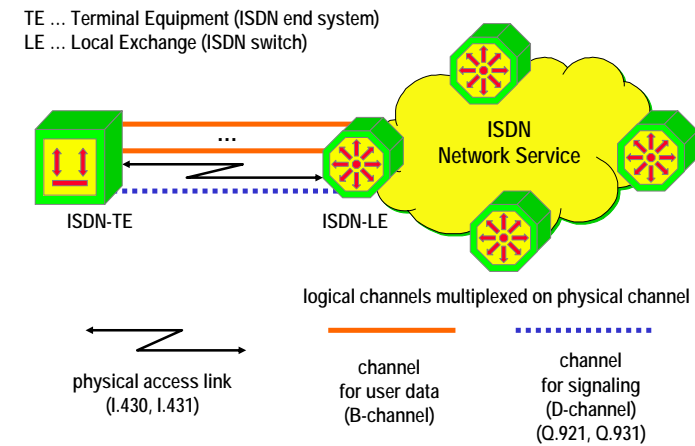 TE ... Terminal Equipment (ISDN end system)
LE ... Local Exchange (ISDN switch)
ISDN
Network Service
...
ISDN-TE
ISDN-LE
logical channels multiplexed on physical channel
physical access link
(I.430, I.431)
channel
for user data
(B-channel)
channel
for signaling
(D-channel)
(Q.921, Q.931)